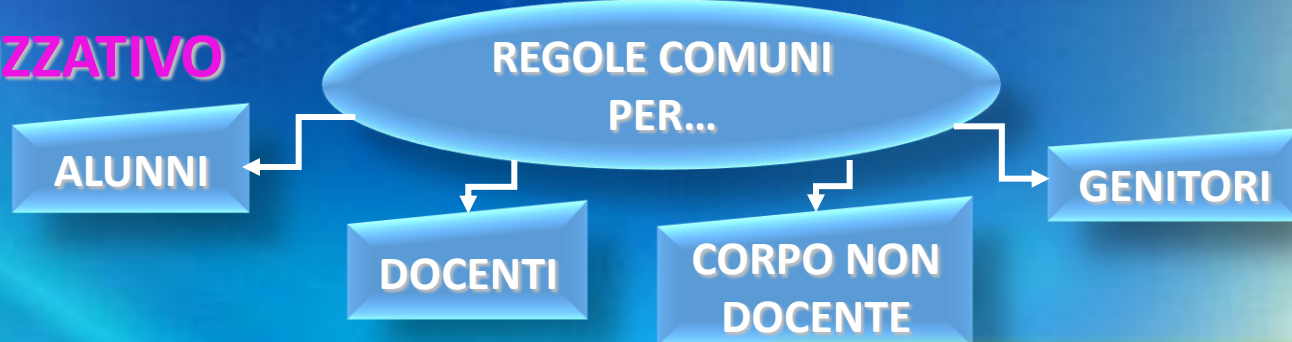 ZZATIVO
REGOLE COMUNI
PER...
ALUNNI
GENITORI
DOCENTI
CORPO NON
DOCENTE